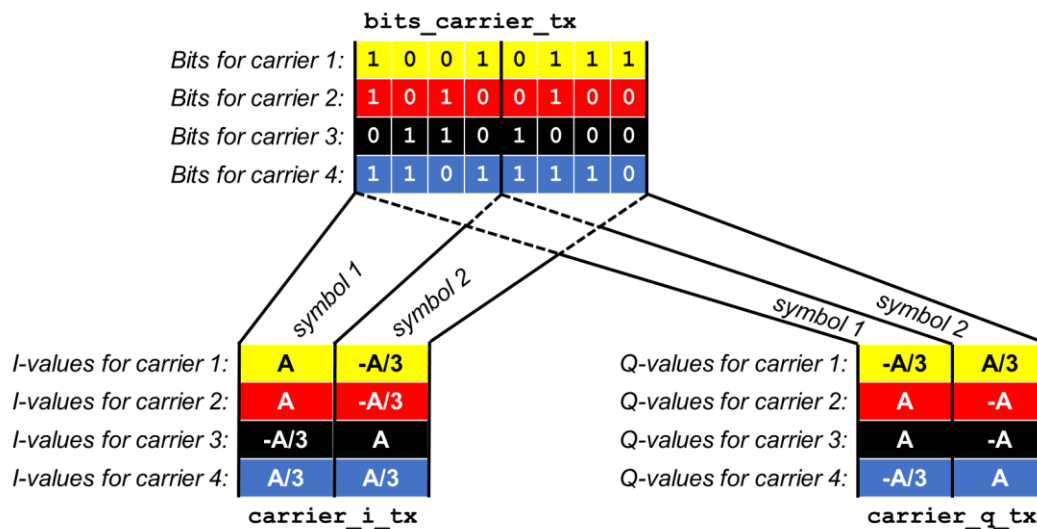 bits_carrier_tx
Bits for carrier 1: 1 0 0 1 0 1 1 1
Bits for carrier 2: 1 0 1 0 0 1 0 0
Bits for carrier 3: 0 1 1 0 1 0 0 0
Bits for carrier 4: 1 1 0 1 1 1 1 0
symbol 1 symbol 2 symbol 1 symbol 2
I-values for carrier 1: A -A/3 Q-values for carrier 1: -A/3 A/3
I-values for carrier 2: A -A/3 Q-values for carrier 2: A -A
I-values for carrier 3: -A/3 A Q-values for carrier 3: A -A
I-values for carrier 4: A/3 A/3 Q-values for carrier 4: -A/3 A
carrier_i_tx carrier_q_tx